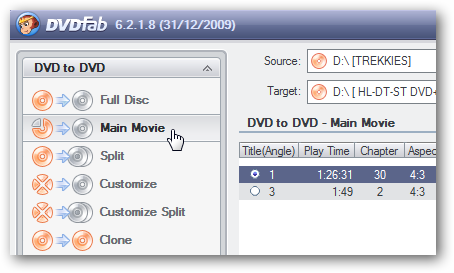 DVDFab 6.2.1.8 (31/12/2009)
DVD to DVD
Full Disc
Main Movie
Split
Customize
Customize Split
Clone
Source: D:\ [TREKKIES]
Target: D:\ [ HL-DT-ST DVD+
DVD to DVD - Main Movie
Title(Angle) Play Time Chapter Aspec
1 1:26:31 30 4:3
3 1:49 2 4:3